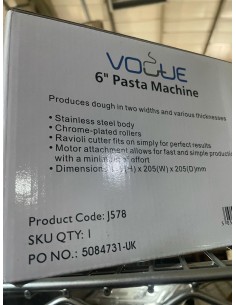 VOGUE
6" Pasta Machine
Produces dough in two widths and various thicknesses
• Stainless steel body
• Chrome-plated rollers
• Ravioli cutter fits on simply for perfect results
• Motor attachment allows for fast and simple production
with a minimum of effort
• Dimensions: (H) x 205(W) x 205(D)mm
Product Code: J578
SKU QTY: 1
PO NO.: 5084731-UK